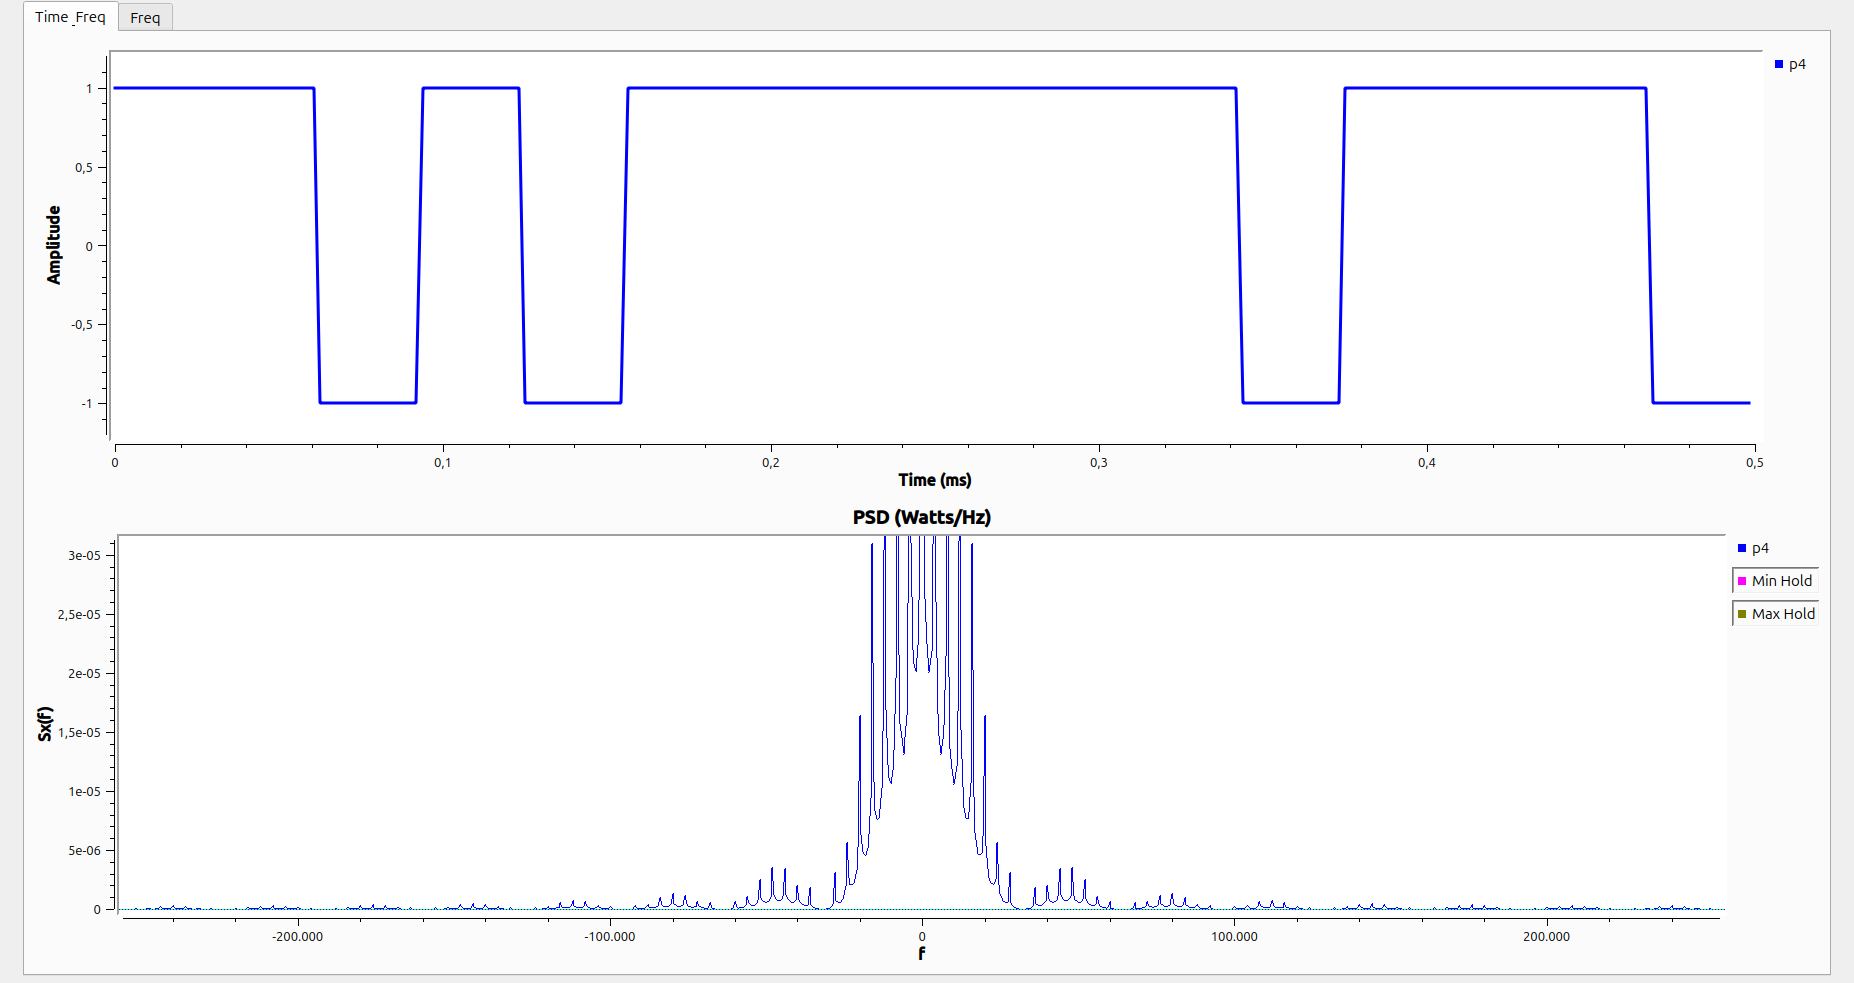 Time_Freq
Freq
p4
1
0,5
0
-0,5
-1
Amplitude
0
0,1
0,2
0,3
0,4
0,5
Time (ms)
PSD (Watts/Hz)
p4
Min Hold
Max Hold
3e-05
2,5e-05
2e-05
1,5e-05
1e-05
5e-06
0
Sx(f)
-200.000
-100.000
0
100.000
200.000
f